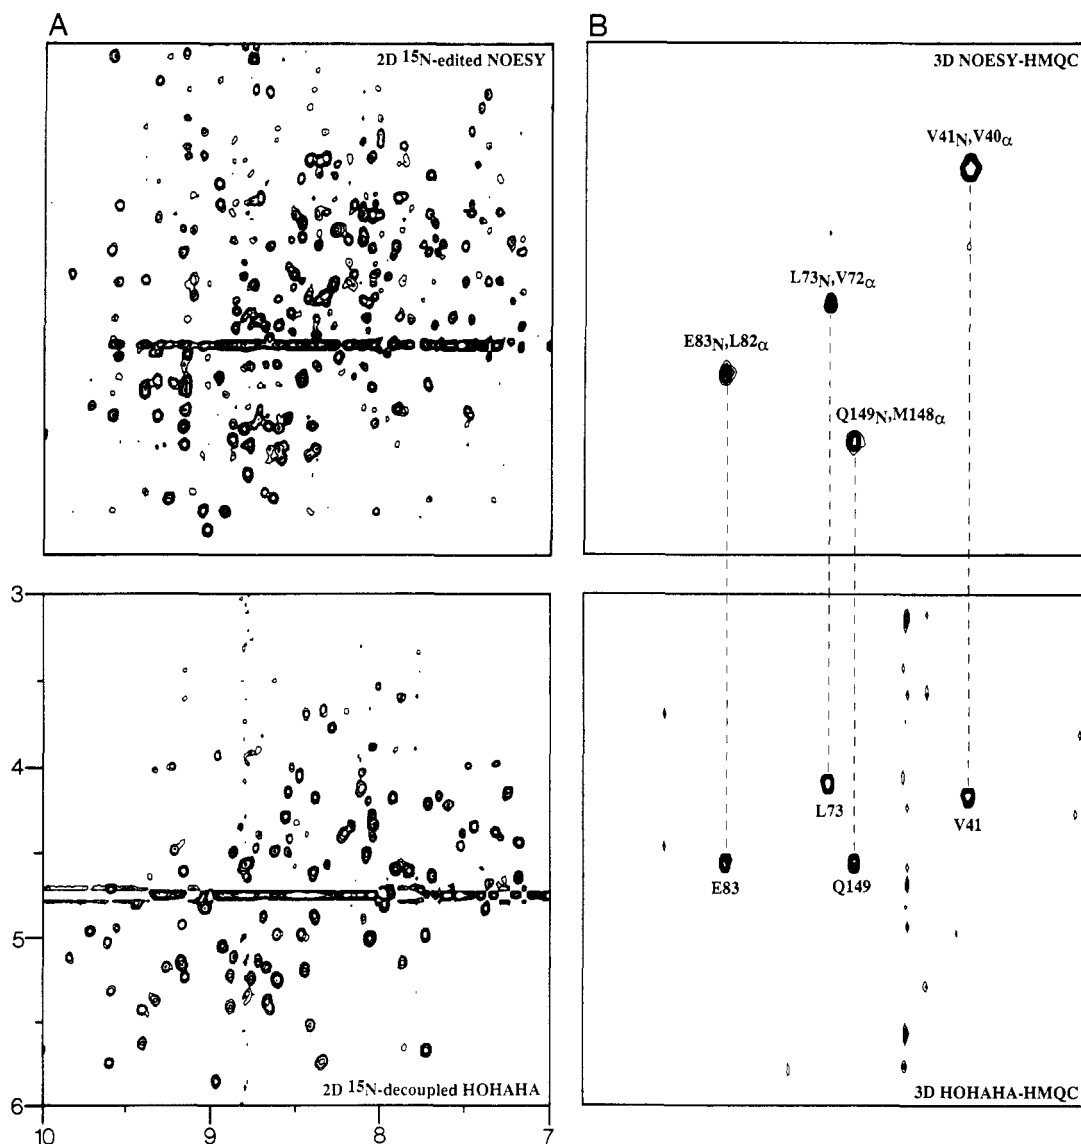 A
B
2D ¹⁵N-edited NOESY
3D NOESY-HMQC
V41N,V40α
L73N,V72α
E83N,L82α
Q149N,M148α
3
4
5
6
L73
V41
E83
Q149
2D ¹⁵N-decoupled HOHAHA
3D HOHAHA-HMQC
10
9
8
7